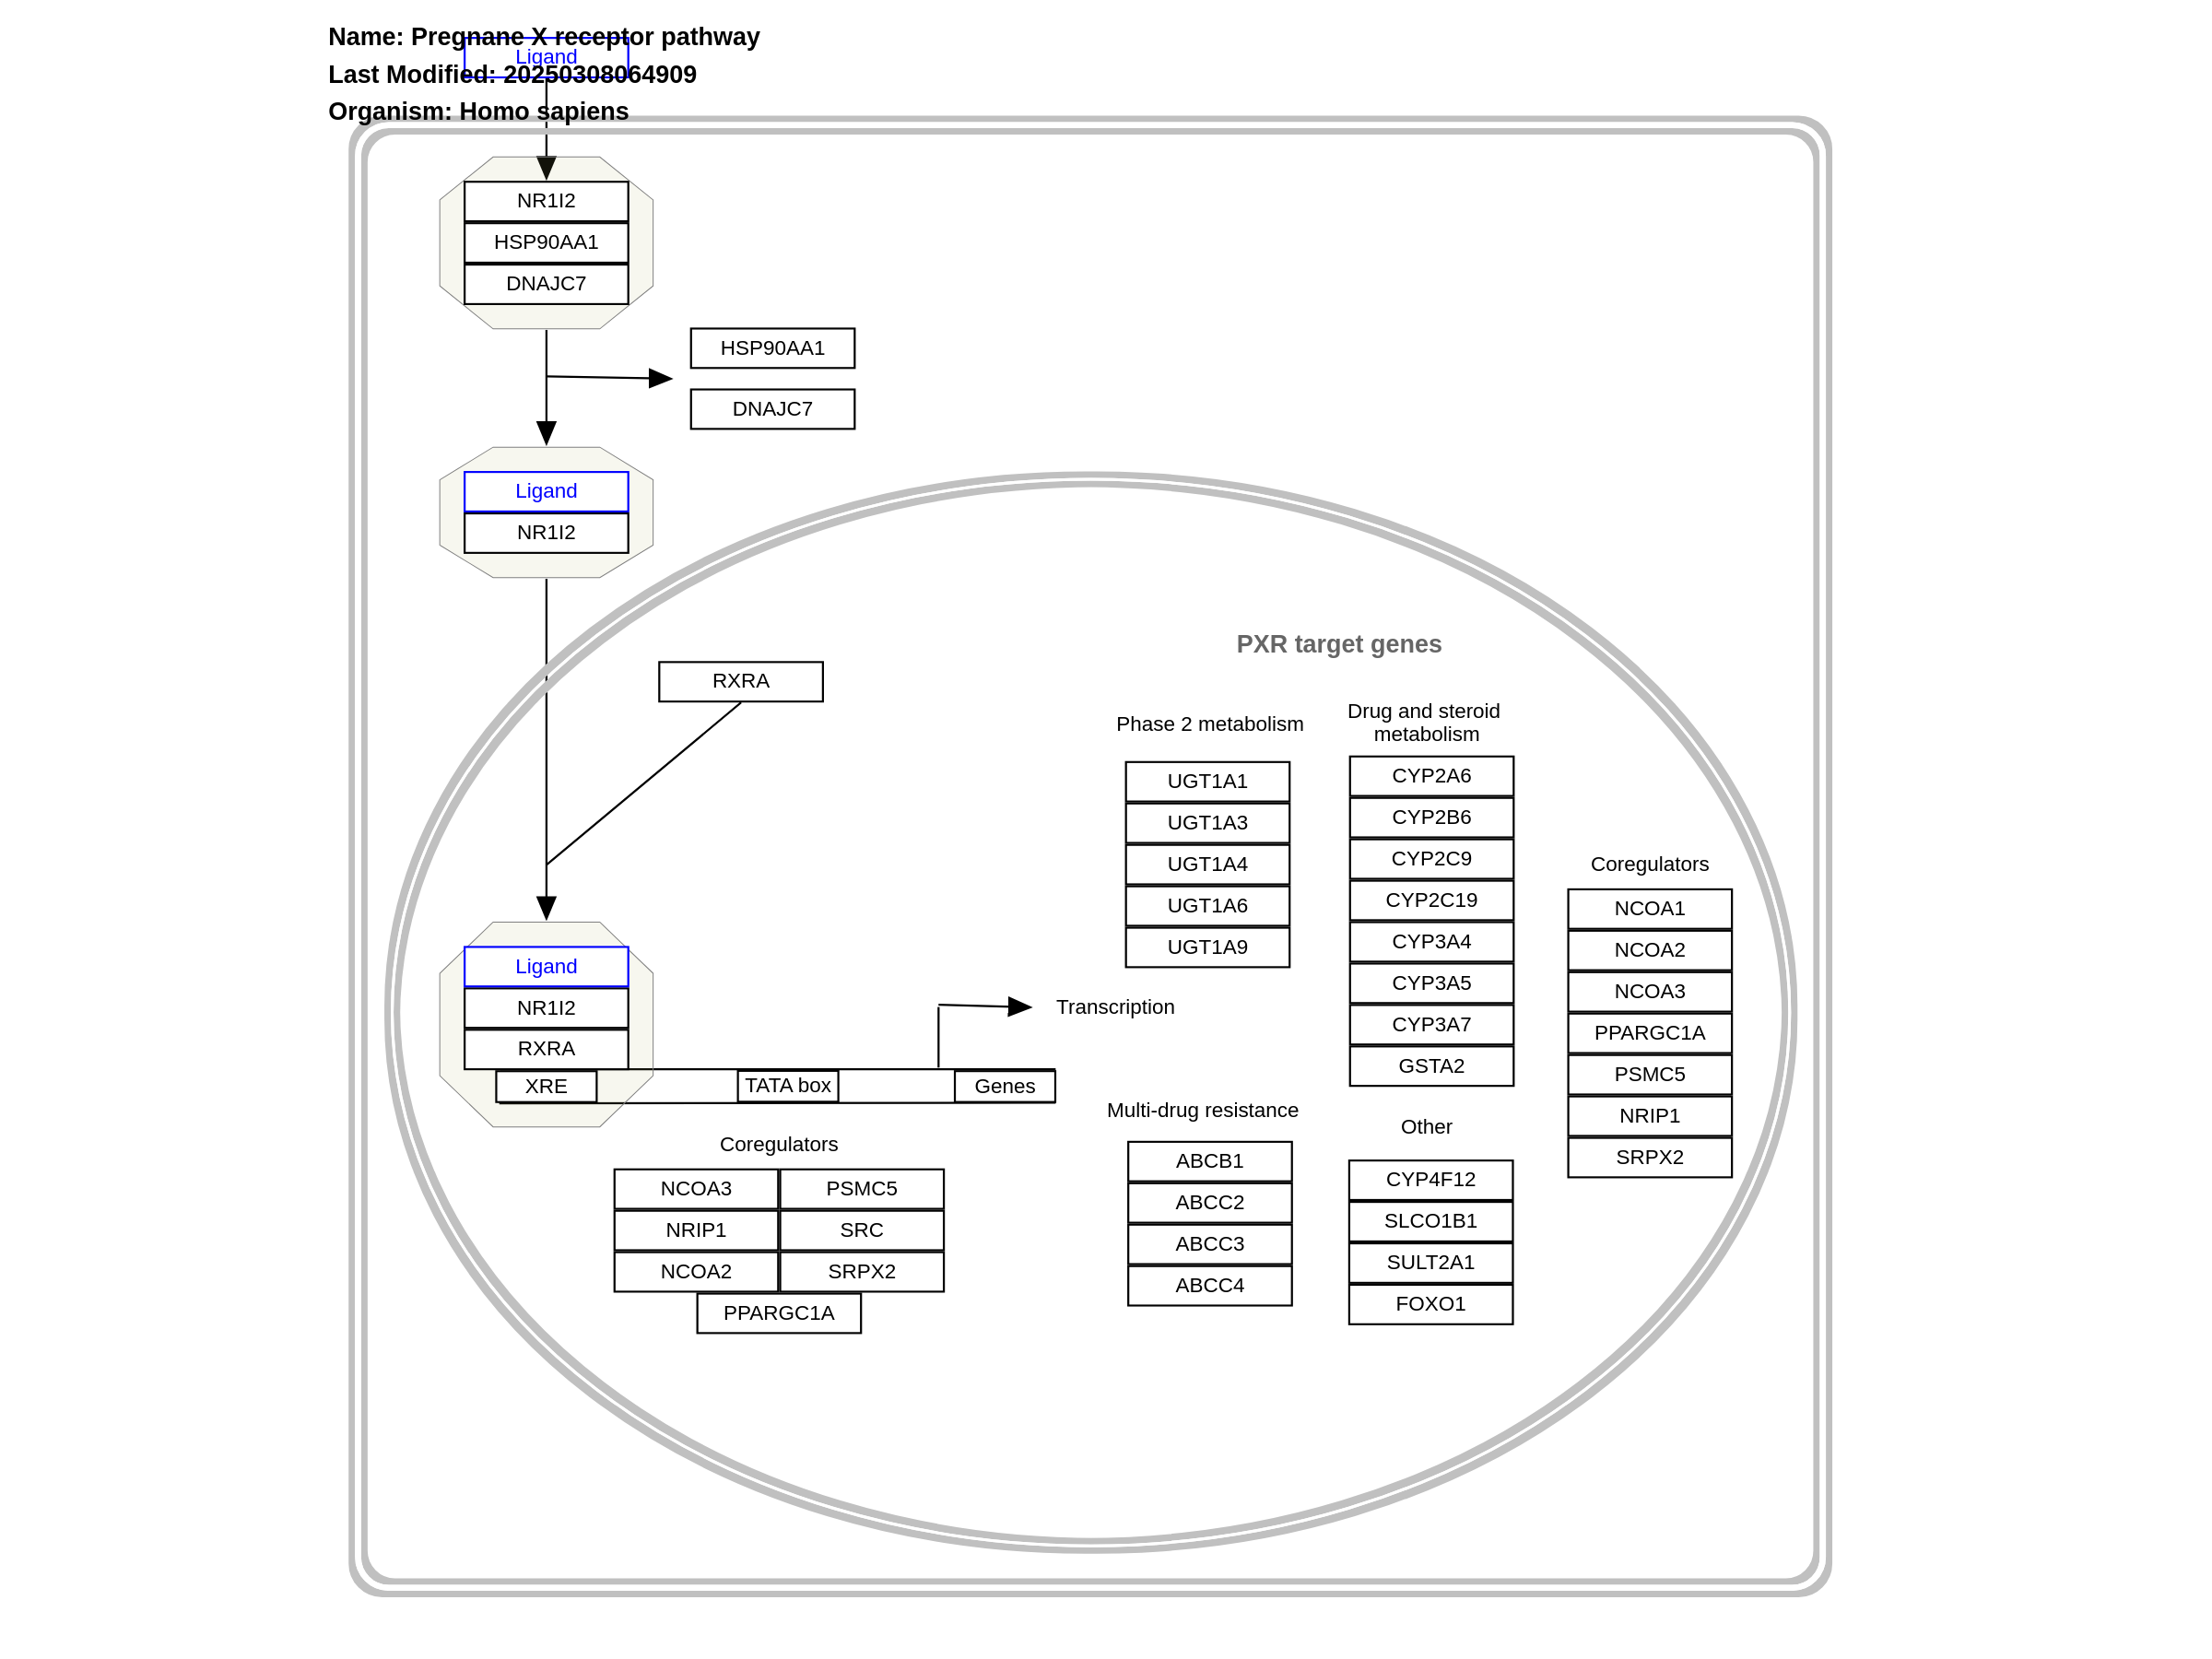 Name: Pregnane X receptor pathway
Ligand
Last Modified: 20250308064909
Organism: Homo sapiens
NR1I2
HSP90AA1
DNAJC7
HSP90AA1
DNAJC7
Ligand
NR1I2
RXRA
PXR target genes
Phase 2 metabolism
UGT1A1
UGT1A3
UGT1A4
UGT1A6
UGT1A9
Drug and steroid
metabolism
CYP2A6
CYP2B6
CYP2C9
CYP2C19
CYP3A4
CYP3A5
CYP3A7
GSTA2
Coregulators
NCOA1
NCOA2
NCOA3
PPARGC1A
PSMC5
NRIP1
SRPX2
Ligand
NR1I2
RXRA
XRE
TATA box
Genes
Transcription
Coregulators
NCOA3
PSMC5
NRIP1
SRC
NCOA2
SRPX2
PPARGC1A
Multi-drug resistance
ABCB1
ABCC2
ABCC3
ABCC4
Other
CYP4F12
SLCO1B1
SULT2A1
FOXO1